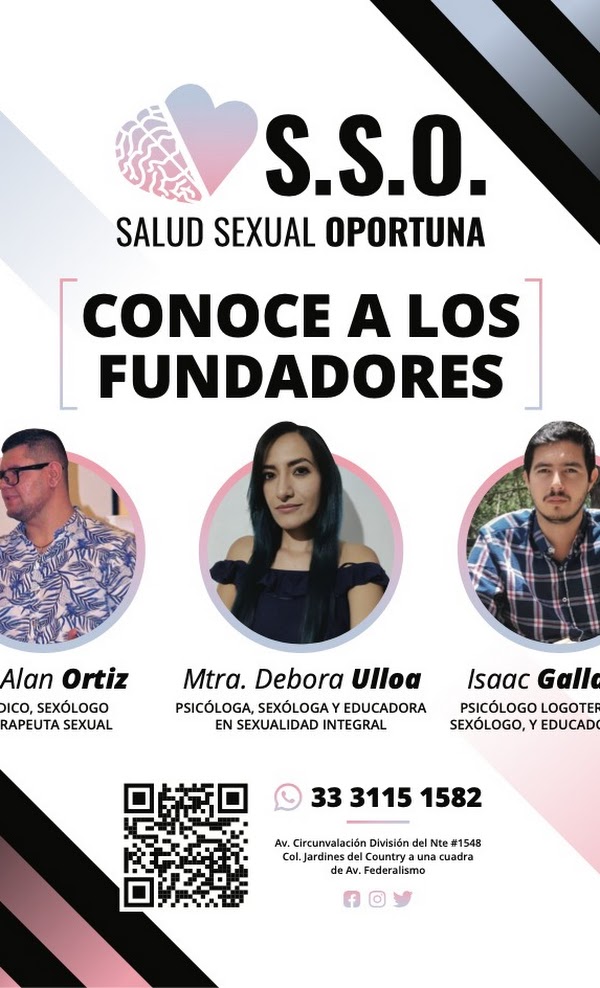 S.S.O.
SALUD SEXUAL OPORTUNA
CONOCE A LOS
FUNDADORES
Alan Ortiz
Mtra. Debora Ulloa
Isaac
SEXÓLOGO
SEXUAL
PSICÓLOGA, SEXÓLOGA Y EDUCADORA
EN SEXUALIDAD INTEGRAL
PSICÓLOGO
SEXÓLOGO, Y
33 3115 1582
Av. Circunvalación División del Nte #1548
Col. Jardines del Country a una cuadra
de Av. Federalismo